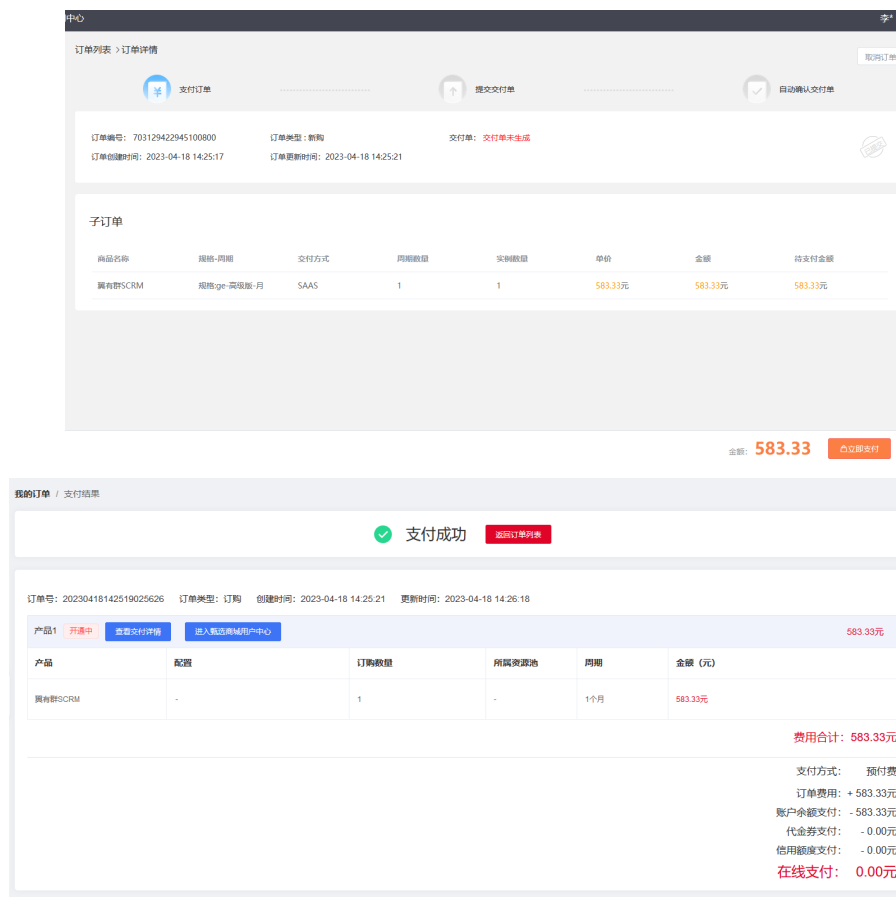 中心 李*
订单列表 >订单详情
取消订单
支付订单 提交交付单 自动确认交付单
订单编号: 703129422945100800 订单类型 : 新购 交付单: 交付单未生成
订单创建时间: 2023-04-18 14:25:17 订单更新时间: 2023-04-18 14:25:21
子订单
商品名称 规格-周期 交付方式 周期数量 实例数量 单价 金额 待支付金额
翼有群SCRM 规格:ge-高级版-月 SAAS 1 1 583.33元 583.33元 583.33元
金额: 583.33 立即支付
我的订单 / 支付结果
支付成功 返回订单列表
订单号: 20230418142519025626 订单类型: 订购 创建时间: 2023-04-18 14:25:21 更新时间: 2023-04-18 14:26:18
产品1 开通中 查看交付详情 进入甄选商城用户中心 583.33元
产品 配置 订购数量 所属资源池 周期 金额 (元)
翼有群SCRM - 1 - 1个月 583.33元
费用合计: 583.33元
支付方式: 预付费
订单费用: + 583.33元
账户余额支付: - 583.33元
代金券支付: - 0.00元
信用额度支付: - 0.00元
在线支付: 0.00元